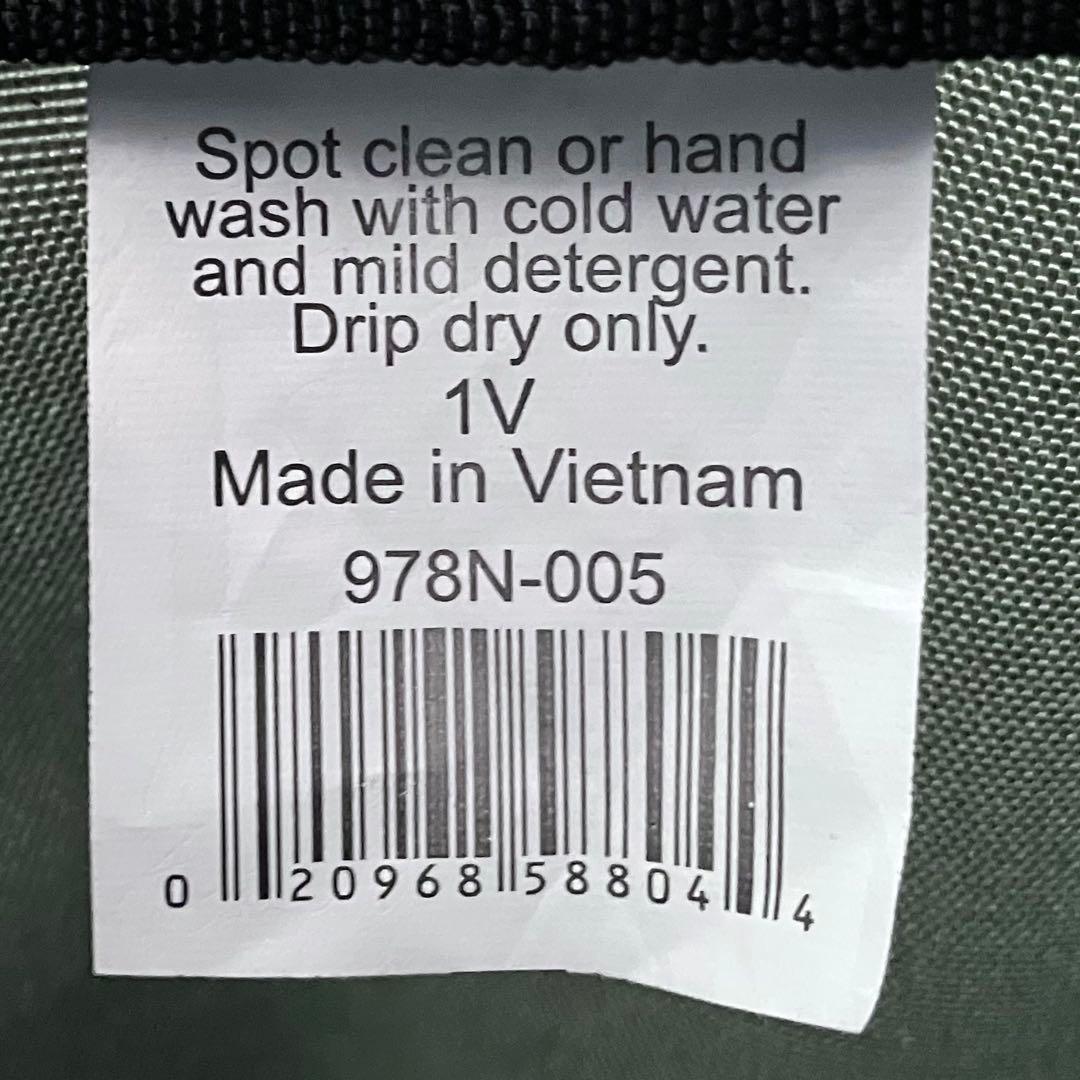 Spot clean or hand
wash with cold water
and mild detergent.
Drip dry only.
1V
Made in Vietnam
978N-005
0 20968 58804 4